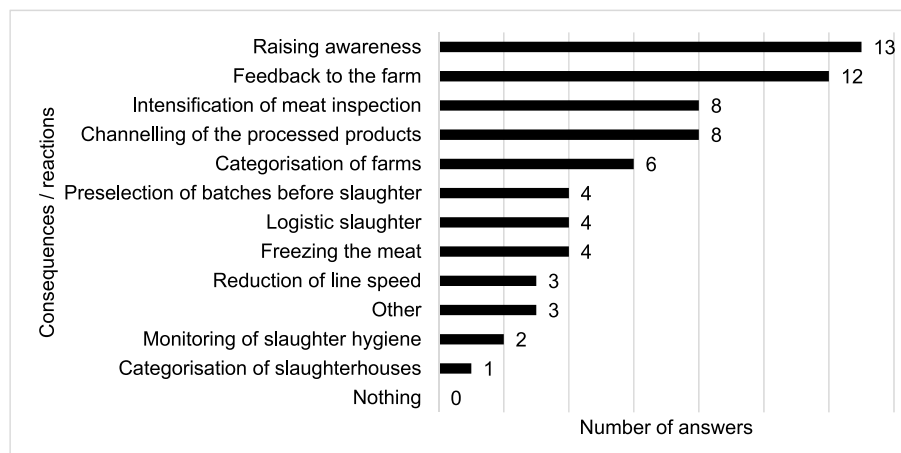 Consequences / reactions
Raising awareness 13
Feedback to the farm 12
Intensification of meat inspection 8
Channelling of the processed products 8
Categorisation of farms 6
Preselection of batches before slaughter 4
Logistic slaughter 4
Freezing the meat 4
Reduction of line speed 3
Other 3
Monitoring of slaughter hygiene 2
Categorisation of slaughterhouses 1
Nothing 0
Number of answers